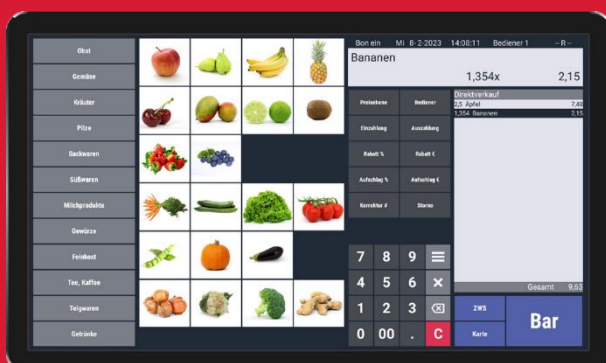 Obst
Gemüse
Kräuter
Pilze
Backwaren
Süßwaren
Milchprodukte
Gewürze
Feinkost
Tee, Kaffee
Teigwaren
Getränke
Bon ein MI 8-2-2023 14:08:11 Bediener 1 – R –
Bananen
1,354x 2,15
Preisebene Bediener
Einzahlung Auszahlung
Rabatt % Rabatt €
Aufschlag % Aufschlag €
Korrektur # Storno
Direktverkauf
2,5 Äpfel 7,48
1,354 Bananen 2,15
Gesamt 9,63
7 8 9
4 5 6 ×
1 2 3
0 00 . C
ZWS
Karte
Bar